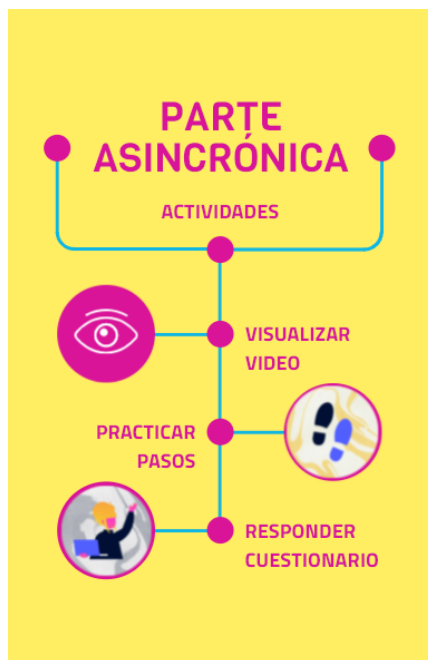 PARTE
ASINCRÓNICA
ACTIVIDADES
VISUALIZAR
VIDEO
PRACTICAR
PASOS
RESPONDER
CUESTIONARIO